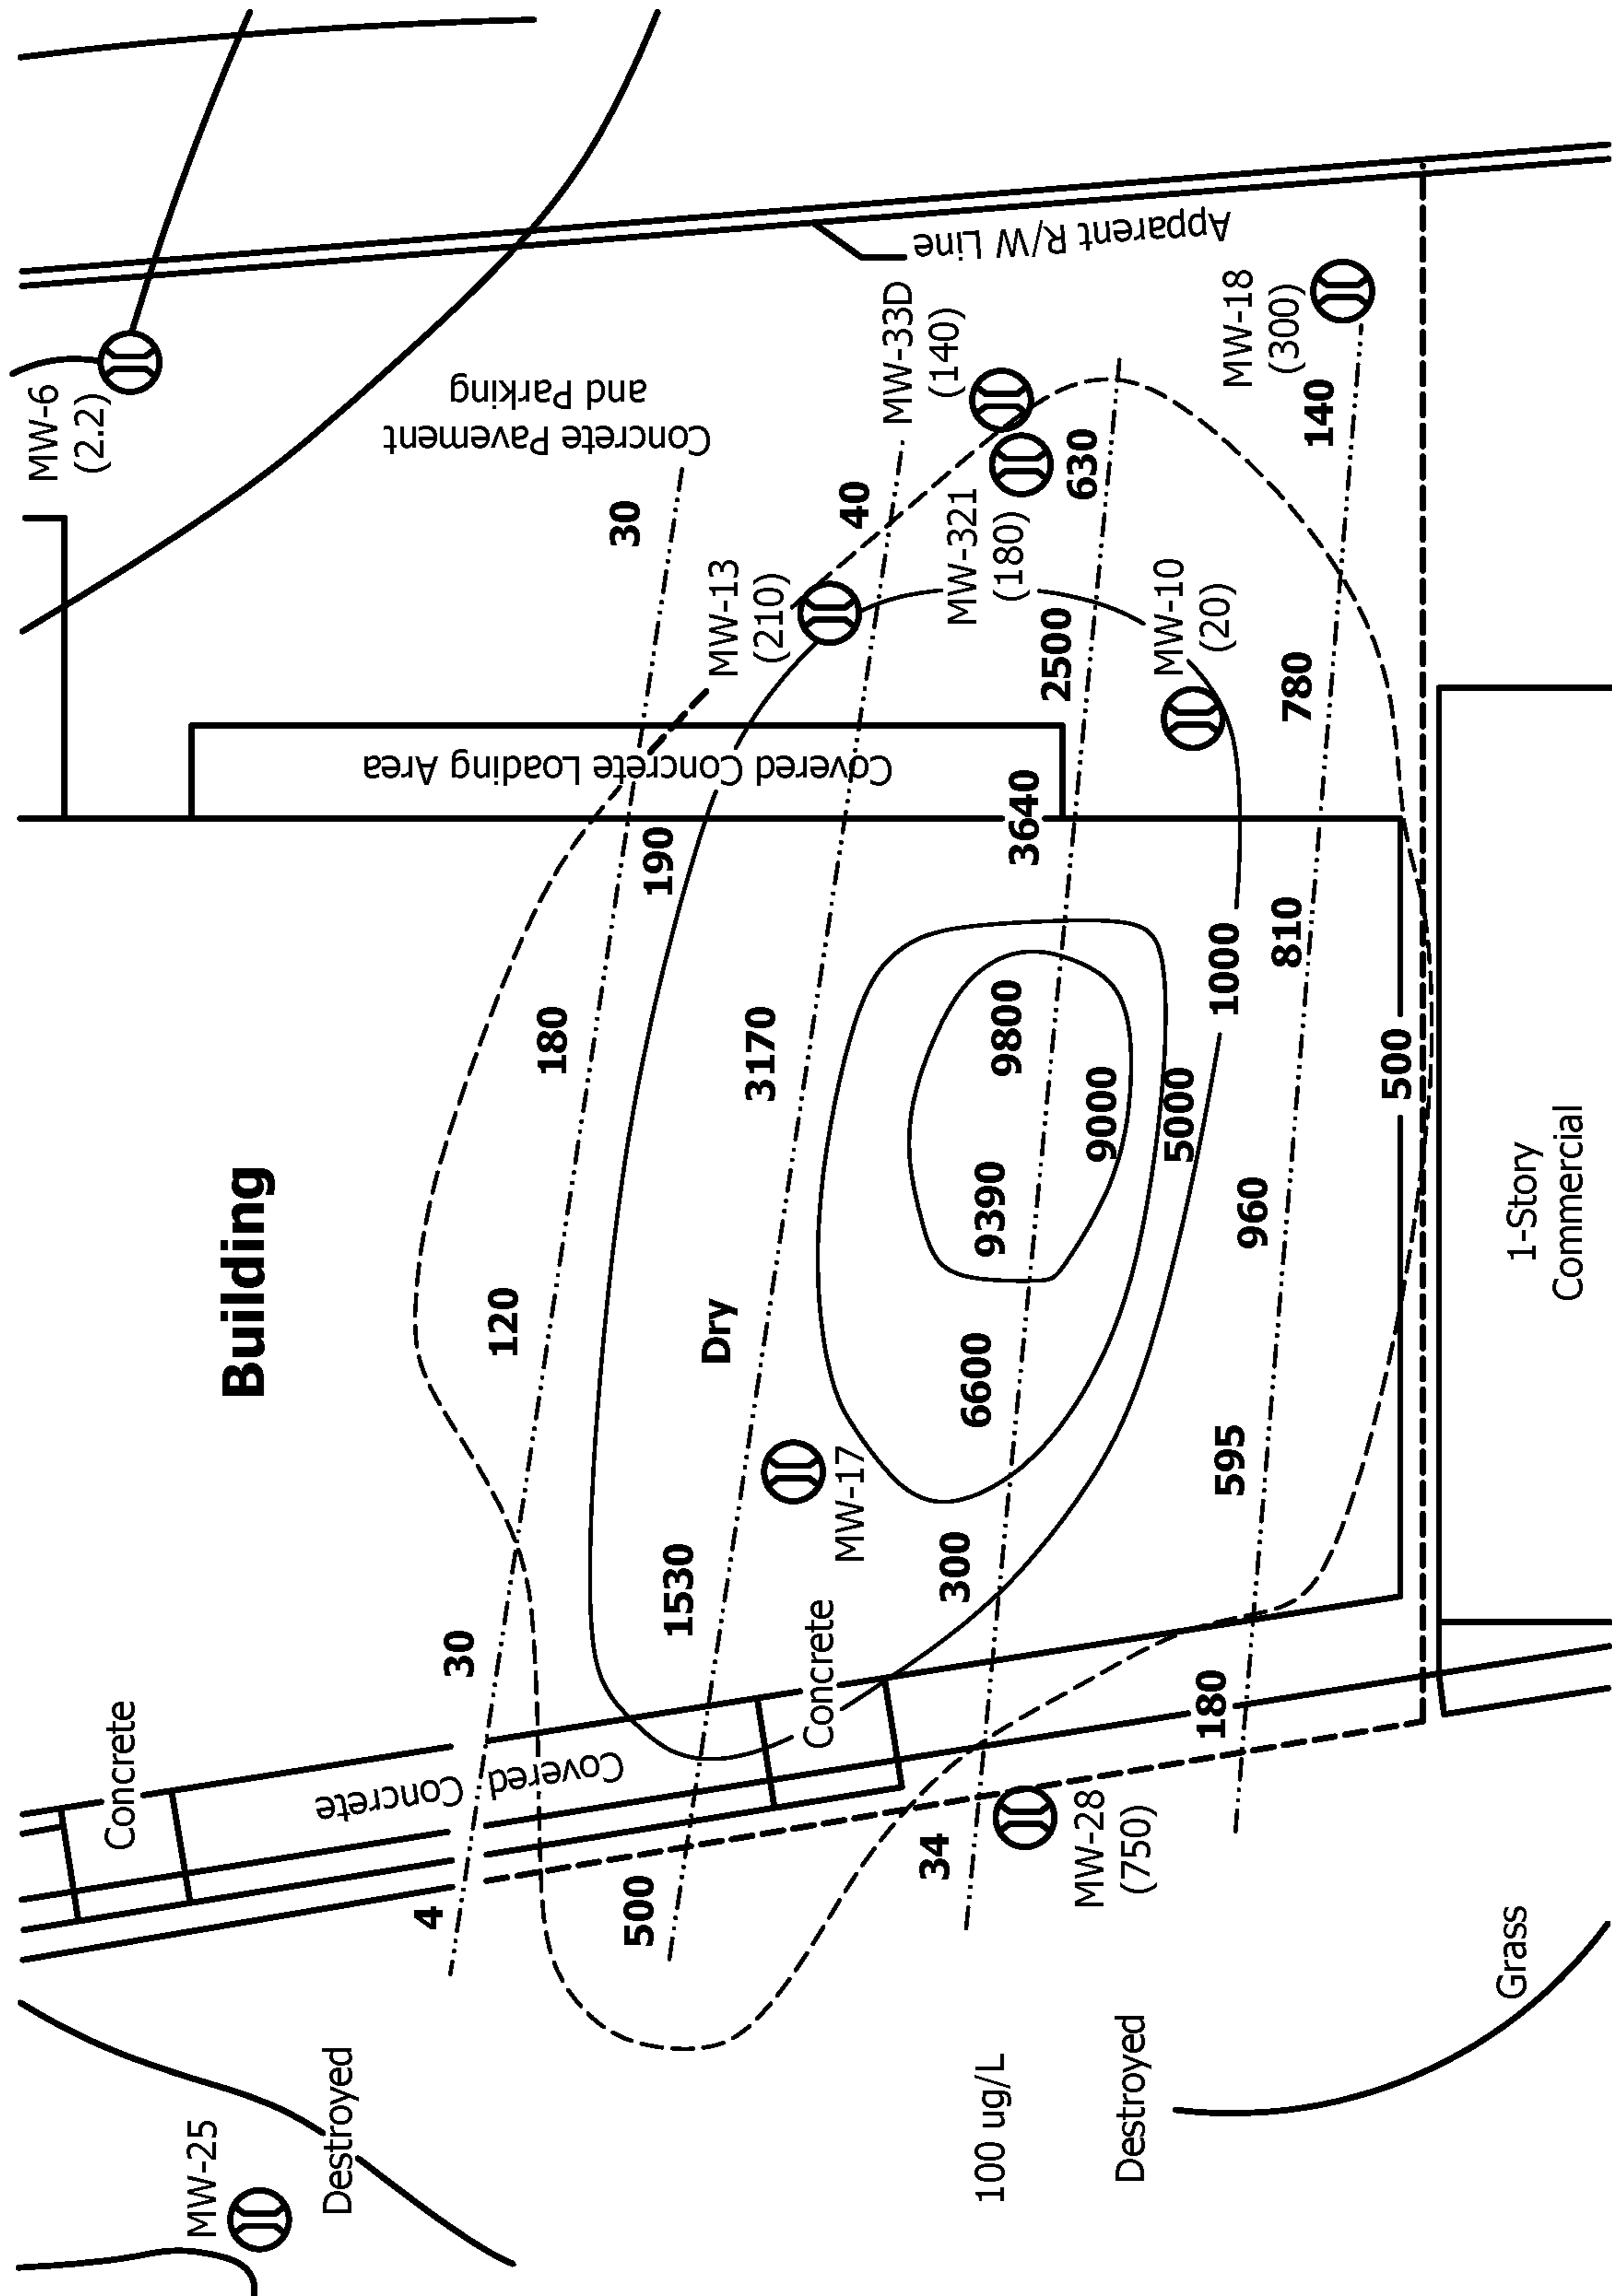 MW-25
Destroyed
Concrete
MW-6
(2.2)
Building
Covered
Concrete
4
30
120
180
190
30
Concrete Pavement
and Parking
Covered Concrete Loading Area
MW-13
(210)
500
1530
Dry
3170
40
MW-33D
(140)
Apparent R/W Line
Concrete
MW-17
34
300
6600
9390
9800
3640
2500
630
MW-321
(180)
100 ug/L
MW-28
(750)
9000
5000
1000
MW-10
(20)
MW-18
(300)
Destroyed
180
595
960
810
780
140
500
Grass
1-Story
Commercial